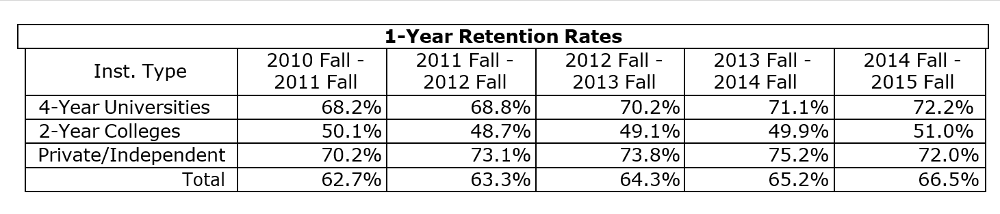 1-Year Retention Rates
Inst. Type 2010 Fall - 2011 Fall 2011 Fall - 2012 Fall 2012 Fall - 2013 Fall 2013 Fall - 2014 Fall 2014 Fall - 2015 Fall
4-Year Universities 68.2% 68.8% 70.2% 71.1% 72.2%
2-Year Colleges 50.1% 48.7% 49.1% 49.9% 51.0%
Private/Independent 70.2% 73.1% 73.8% 75.2% 72.0%
Total 62.7% 63.3% 64.3% 65.2% 66.5%